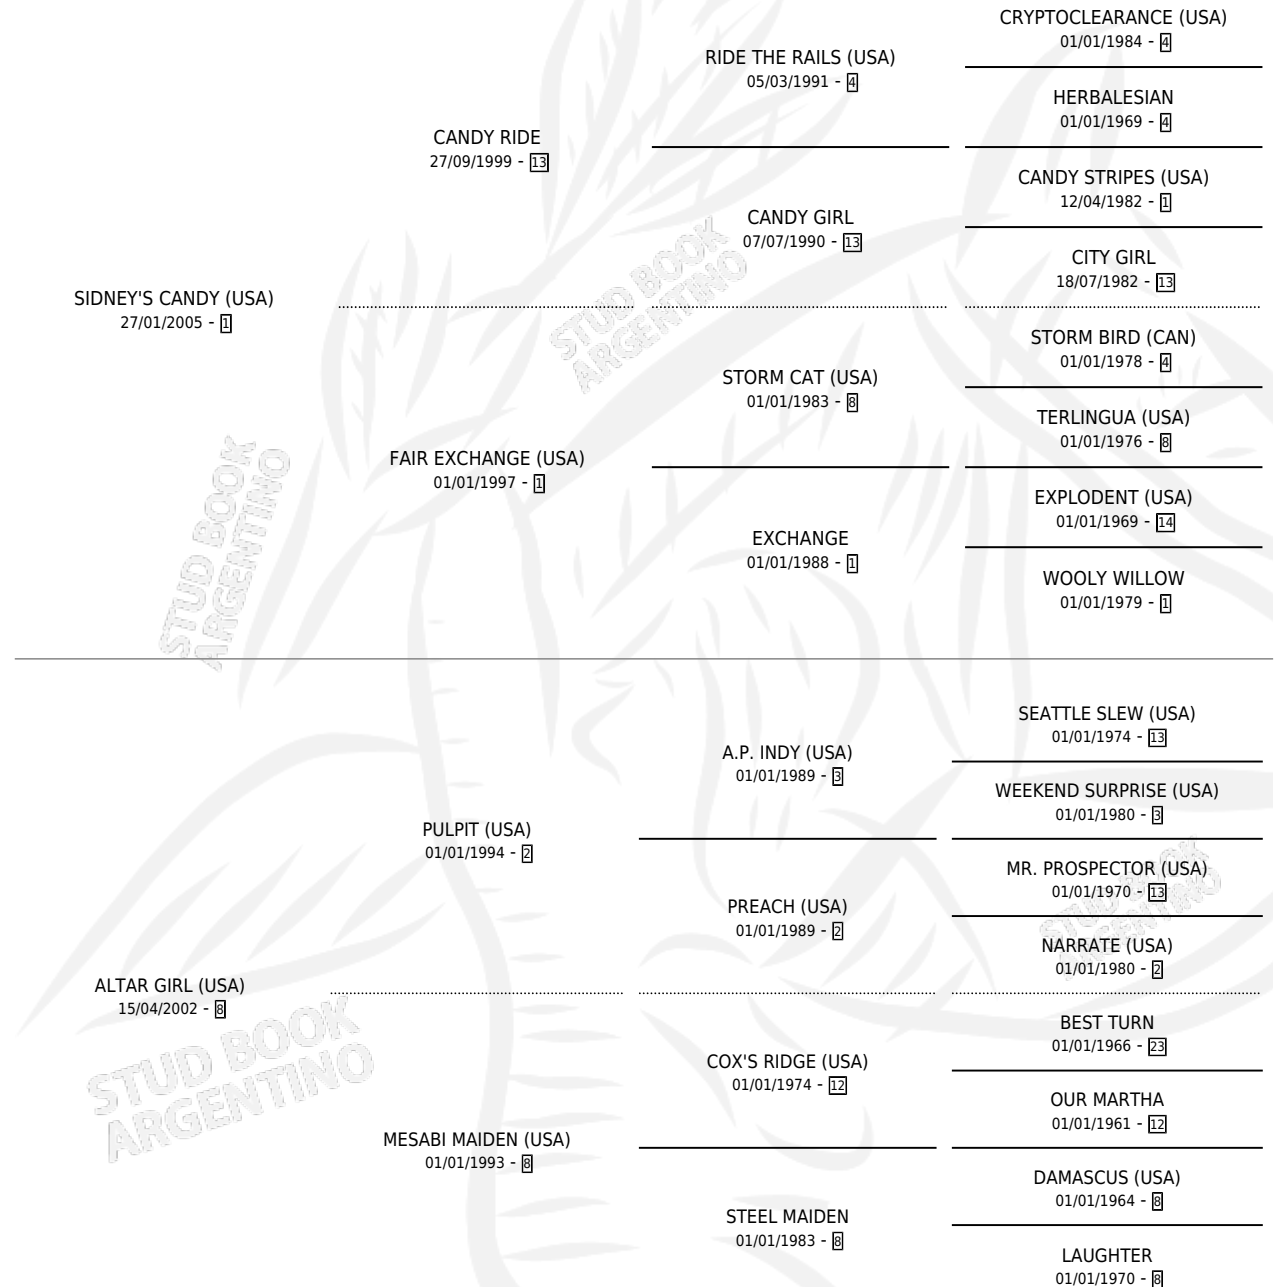 CRYPTOCLEARANCE (USA)
01/01/1984 - 4
RIDE THE RAILS (USA)
05/03/1991 - 4
HERBALESIAN
01/01/1969 - 4
CANDY RIDE
27/09/1999 - 13
CANDY STRIPES (USA)
12/04/1982 - 1
CANDY GIRL
07/07/1990 - 13
CITY GIRL
18/07/1982 - 13
SIDNEY'S CANDY (USA)
27/01/2005 - 1
STORM BIRD (CAN)
01/01/1978 - 4
STORM CAT (USA)
01/01/1983 - 8
TERLINGUA (USA)
01/01/1976 - 8
FAIR EXCHANGE (USA)
01/01/1997 - 1
EXPLODENT (USA)
01/01/1969 - 14
EXCHANGE
01/01/1988 - 1
WOOLY WILLOW
01/01/1979 - 1
STUD BOOK
ARGENTINO
STUD BOOK
ARGENTINO
SEATTLE SLEW (USA)
01/01/1974 - 13
A.P. INDY (USA)
01/01/1989 - 3
WEEKEND SURPRISE (USA)
01/01/1980 - 3
PULPIT (USA)
01/01/1994 - 2
MR. PROSPECTOR (USA)
01/01/1970 - 13
PREACH (USA)
01/01/1989 - 2
NARRATE (USA)
01/01/1980 - 2
STUD BOOK
ARGENTINO
ALTAR GIRL (USA)
15/04/2002 - 8
BEST TURN
01/01/1966 - 23
COX'S RIDGE (USA)
01/01/1974 - 12
OUR MARTHA
01/01/1961 - 12
STUD BOOK
ARGENTINO
MESABI MAIDEN (USA)
01/01/1993 - 8
DAMASCUS (USA)
01/01/1964 - 8
STEEL MAIDEN
01/01/1983 - 8
LAUGHTER
01/01/1970 - 8